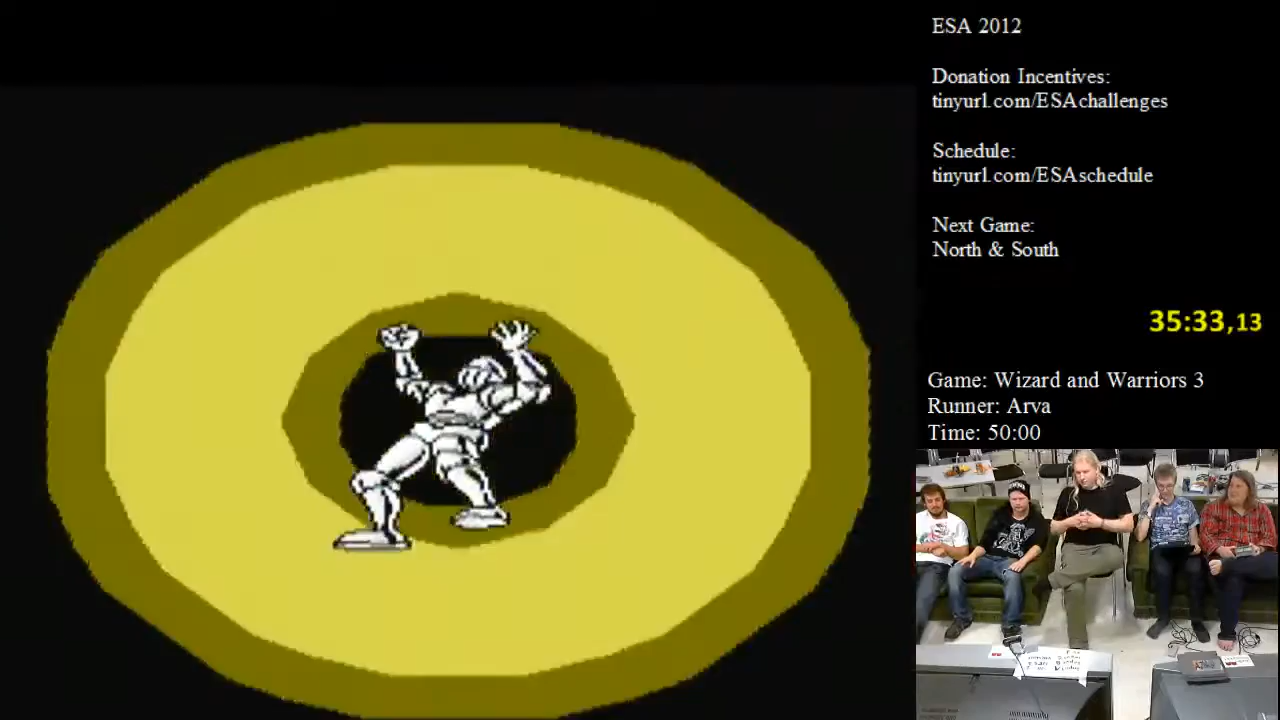 ESA 2012
Donation Incentives:
tinyurl.com/ESAchallenges
Schedule:
tinyurl.com/ESAschedule
Next Game:
North & South
35:33,13
Game: Wizard and Warriors 3
Runner: Arva
Time: 50:00